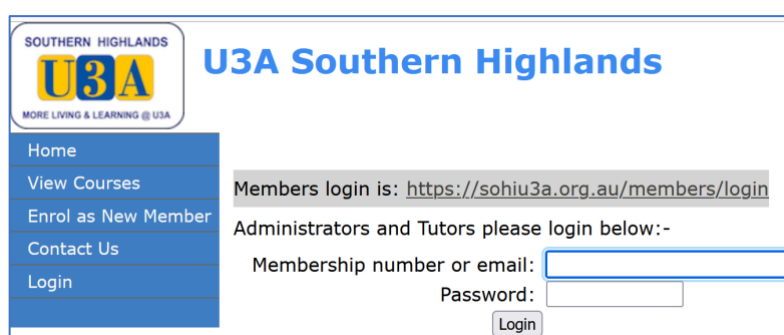 SOUTHERN HIGHLANDS
U3A
MORE LIVING & LEARNING @ U3A
U3A Southern Highlands
Home
View Courses
Enrol as New Member
Contact Us
Login
Members login is: https://sohiu3a.org.au/members/login
Administrators and Tutors please login below:-
Membership number or email:
Password:
Login